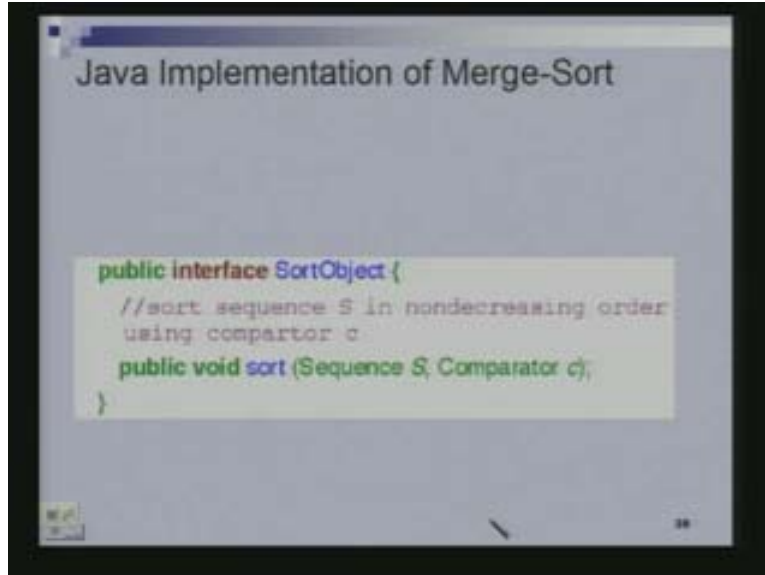 Java Implementation of Merge-Sort
public interface SortObject {
//sort sequence S in nondecreasing order
using compartor c
public void sort (Sequence S, Comparator c);
}